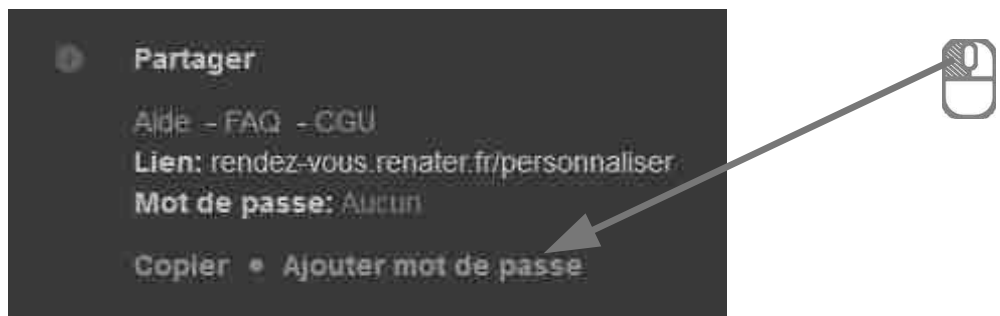 Partager
Aide - FAQ - CGU
Lien: rendez-vous.renater.fr/personnaliser
Mot de passe: Aucun
Copier • Ajouter mot de passe